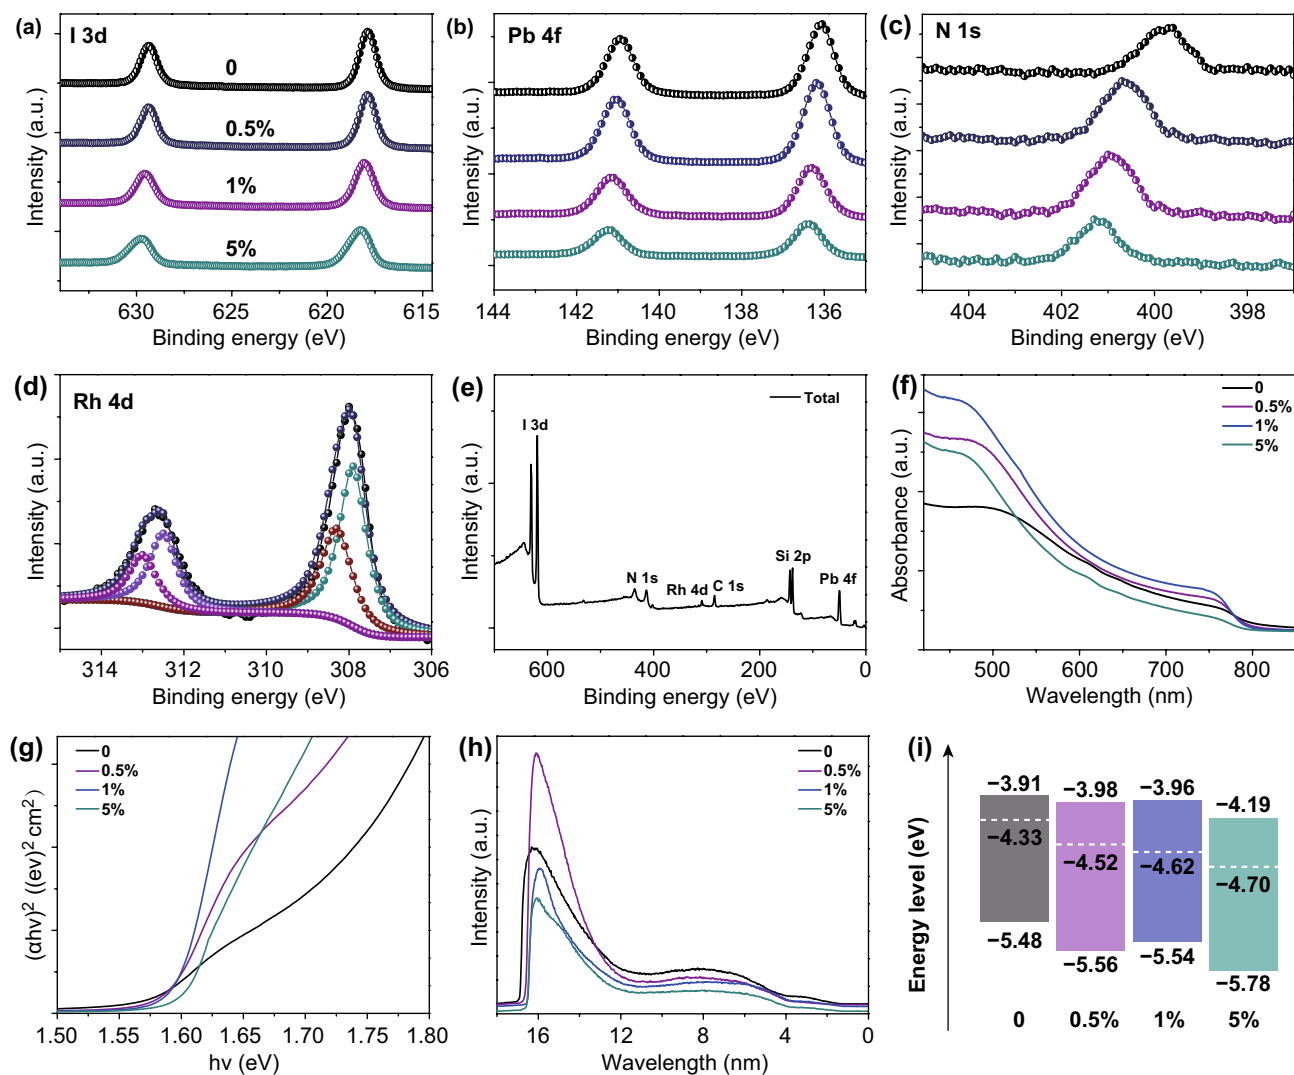 (a)
I 3d
0
0.5%
1%
5%
Intensity (a.u.)
630 625 620 615
Binding energy (eV)
(b)
Pb 4f
Intensity (a.u.)
144 142 140 138 136
Binding energy (eV)
(c)
N 1s
Intensity (a.u.)
404 402 400 398
Binding energy (eV)
(d)
Rh 4d
Intensity (a.u.)
314 312 310 308 306
Binding energy (eV)
(e)
Total
I 3d
N 1s
Rh 4d
C 1s
Si 2p
Pb 4f
Intensity (a.u.)
600 400 200 0
Binding energy (eV)
(f)
0
0.5%
1%
5%
Absorbance (a.u.)
500 600 700 800
Wavelength (nm)
(g)
0
0.5%
1%
5%
(αhν)² ((ev)² cm²)
1.50 1.55 1.60 1.65 1.70 1.75 1.80
hν (eV)
(h)
0
0.5%
1%
5%
Intensity (a.u.)
16 12 8 4 0
Wavelength (nm)
(i)
Energy level (eV)
−3.91 −3.98 −3.96 −4.19
−4.33 −4.52 −4.62 −4.70
−5.48 −5.56 −5.54 −5.78
0 0.5% 1% 5%